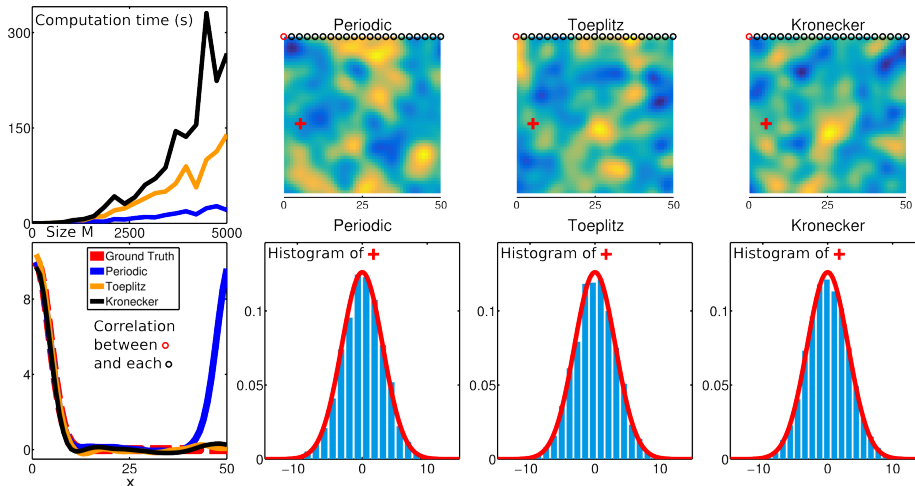 Computation time (s)
300
150
0
0 2500 5000
Size M
Periodic
0 25 50
Toeplitz
0 25 50
Kronecker
0 25 50
Ground Truth
Periodic
Toeplitz
Kronecker
Correlation
between
and each
8
4
0
0 25 50
x
Periodic
Histogram of
0.1
0.05
0
−10 0 10
Toeplitz
Histogram of
0.1
0.05
0
−10 0 10
Kronecker
Histogram of
0.1
0.05
0
−10 0 10